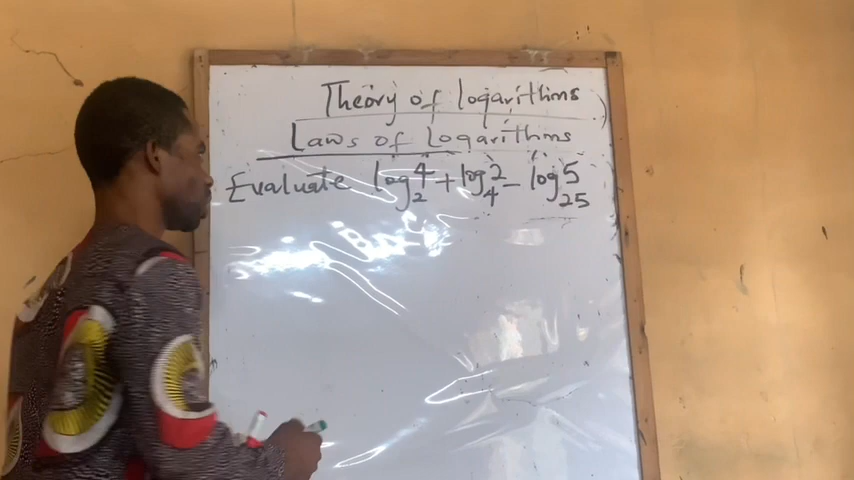 Theory of logarithms
Laws of Logarithms
Evaluate log₂4 + log₄2 - log₂₅5